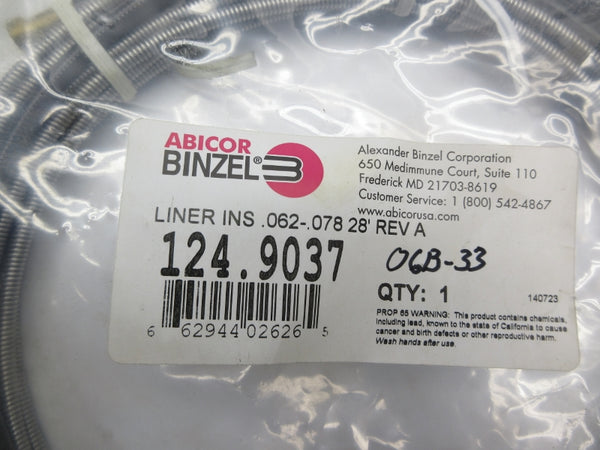 ABICOR
BINZEL®
Alexander Binzel Corporation
650 Medimmune Court, Suite 110
Frederick MD 21703-8619
Customer Service: 1 (800) 542-4867
www.abicorusa.com
LINER INS .062-.078 28' REV A
124.9037
06B-33
QTY: 1
140723
6 62944 02626 5
PROP 65 WARNING: This product contains chemicals,
including lead, known to the state of California to cause
cancer and birth defects or other reproductive harm.
Wash hands after use.